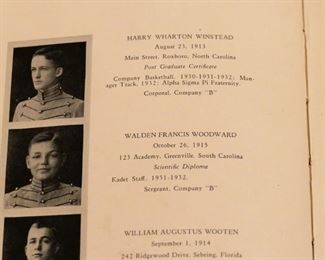 HARRY WHARTON WINSTEAD
August 23, 1913
Main Street, Roxboro, North Carolina
Post Graduate Certificate
Company Basketball, 1930-1931-1932; Man-
ager Track, 1932; Alpha Sigma Pi Fraternity.
Corporal, Company "B"
WALDEN FRANCIS WOODWARD
October 26, 1915
123 Academy, Greenville, South Carolina
Scientific Diploma
Kadet Staff, 1931-1932.
Sergeant, Company "B"
WILLIAM AUGUSTUS WOOTEN
September 1, 1914
242 Ridgewood Drive, Sebring, Florida